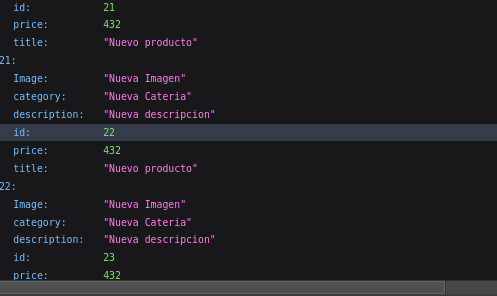 id: 21
price: 432
title: "Nuevo producto"
21:
Image: "Nueva Imagen"
category: "Nueva Cateria"
description: "Nueva descripcion"
id: 22
price: 432
title: "Nuevo producto"
22:
Image: "Nueva Imagen"
category: "Nueva Cateria"
description: "Nueva descripcion"
id: 23
price: 432